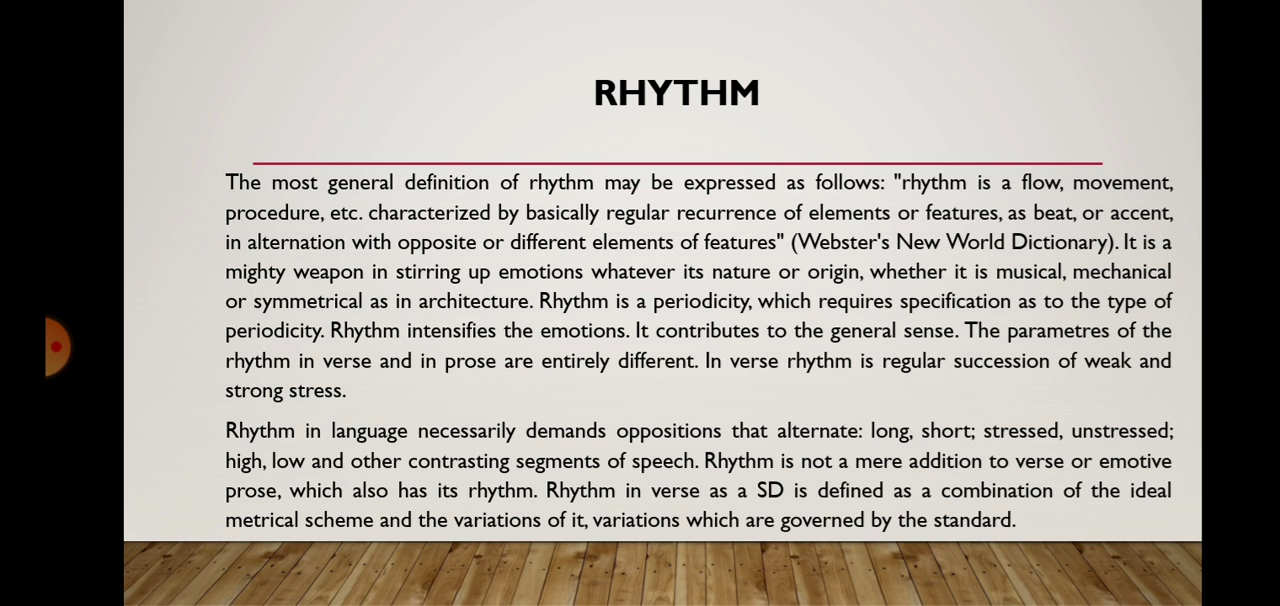 RHYTHM
The most general definition of rhythm may be expressed as follows: "rhythm is a flow, movement,
procedure, etc. characterized by basically regular recurrence of elements or features, as beat, or accent,
in alternation with opposite or different elements of features" (Webster's New World Dictionary). It is a
mighty weapon in stirring up emotions whatever its nature or origin, whether it is musical, mechanical
or symmetrical as in architecture. Rhythm is a periodicity, which requires specification as to the type of
periodicity. Rhythm intensifies the emotions. It contributes to the general sense. The parametres of the
rhythm in verse and in prose are entirely different. In verse rhythm is regular succession of weak and
strong stress.
Rhythm in language necessarily demands oppositions that alternate: long, short; stressed, unstressed;
high, low and other contrasting segments of speech. Rhythm is not a mere addition to verse or emotive
prose, which also has its rhythm. Rhythm in verse as a SD is defined as a combination of the ideal
metrical scheme and the variations of it, variations which are governed by the standard.